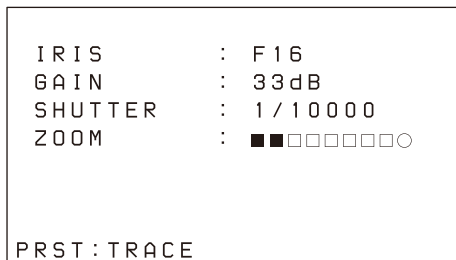 IRIS : F16
GAIN : 33dB
SHUTTER : 1/10000
ZOOM : ■■□□□□□□□○
PRST:TRACE